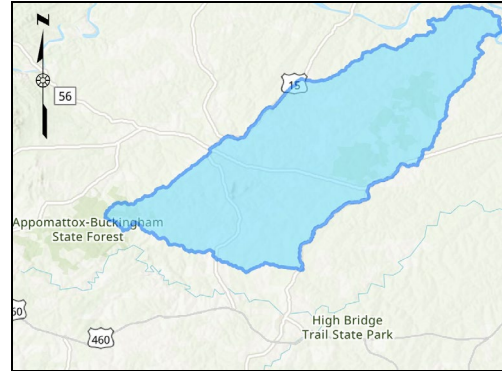 N
56
15
Appomattox-Buckingham
State Forest
60
460
High Bridge
Trail State Park